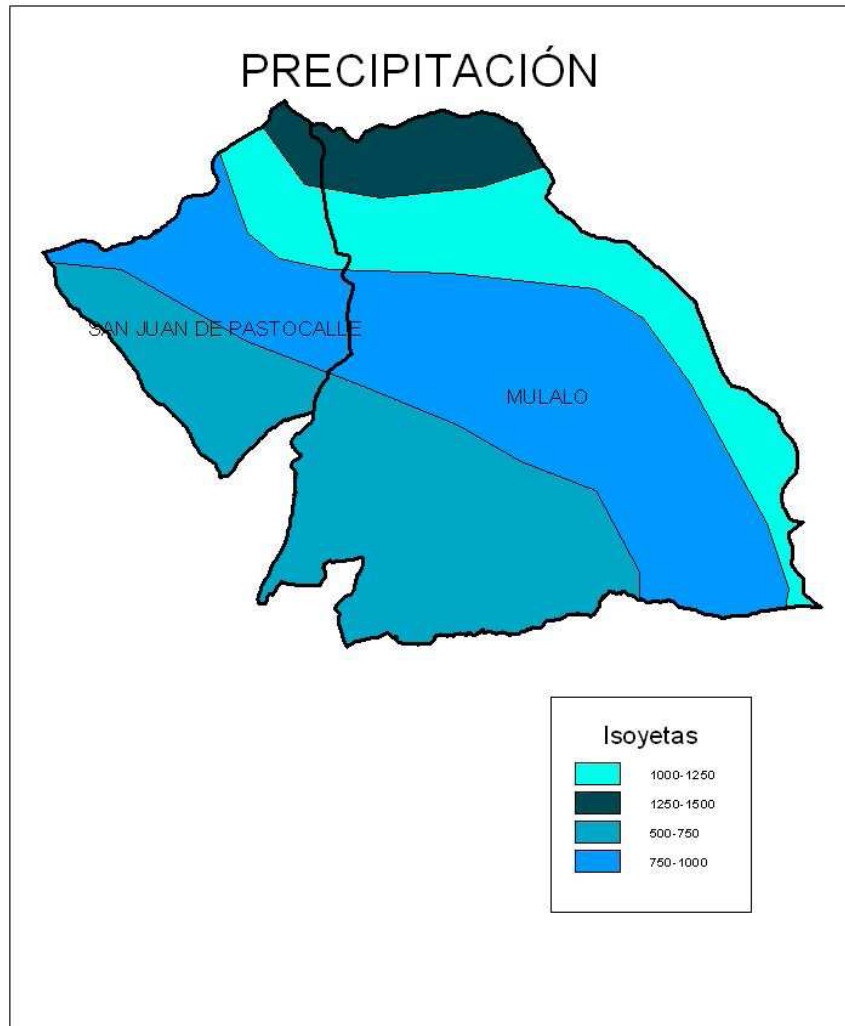 PRECIPITACIÓN
SAN JUAN DE PASTOCALLE
MULALO
Isoyetas
1000-1250
1250-1500
500-750
750-1000